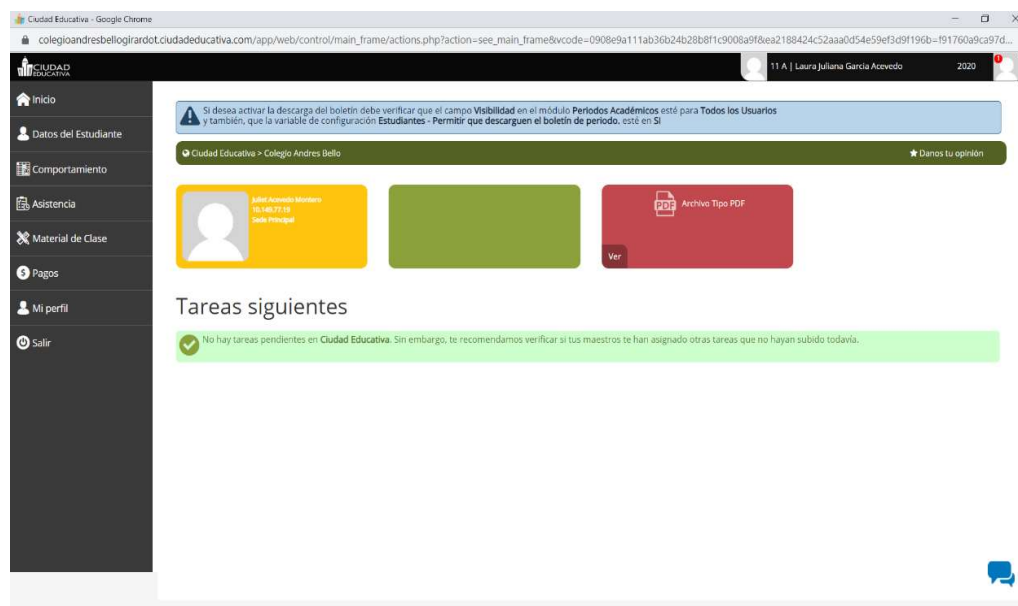 Ciudad Educativa - Google Chrome
colegioandresbellogirardot.ciudadeducativa.com/app/web/control/main_frame/actions.php?action=see_main_frame&vcode=0908e9a111ab36b24b28b8f1c9008a9f&ea2188424c52aaa0d54e59ef3d9f196b=f91760a9ca97d...
CIUDAD
EDUCATIVA
11 A | Laura Juliana Garcia Acevedo
2020
Inicio
Datos del Estudiante
Comportamiento
Asistencia
Material de Clase
Pagos
Mi perfil
Salir
Si desea activar la descarga del boletín debe verificar que el campo Visibilidad en el módulo Periodos Académicos esté para Todos los Usuarios
y también, que la variable de configuración Estudiantes - Permitir que descarguen el boletín de periodo. esté en SI
Ciudad Educativa > Colegio Andres Bello
Danos tu opinión
Juliet Acevedo Montero
10.149.77.19
Sede Principal
PDF
Archivo Tipo PDF
Ver
Tareas siguientes
No hay tareas pendientes en Ciudad Educativa. Sin embargo, te recomendamos verificar si tus maestros te han asignado otras tareas que no hayan subido todavía.